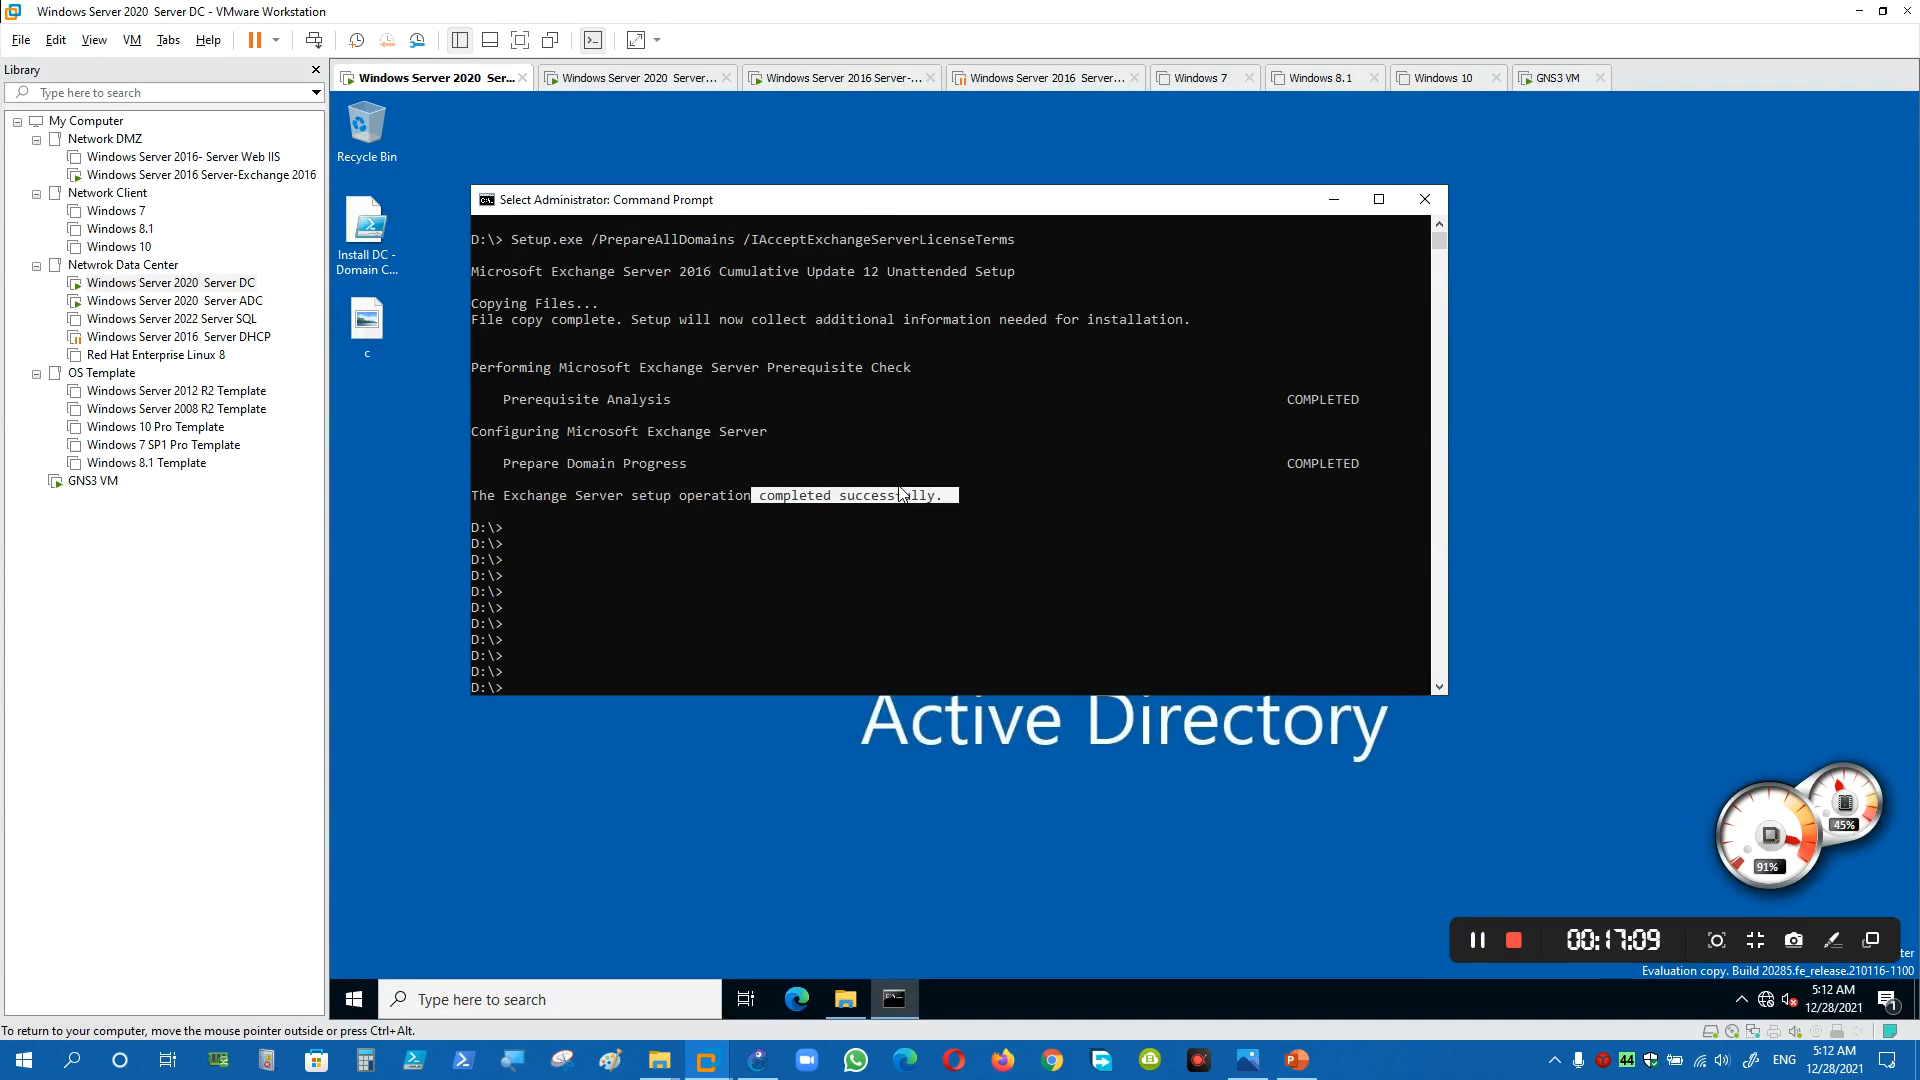 Windows Server 2020  Server DC - VMware Workstation
File Edit View VM Tabs Help
Library
Type here to search
My Computer
Network DMZ
Windows Server 2016- Server Web IIS
Windows Server 2016 Server-Exchange 2016
Network Client
Windows 7
Windows 8.1
Windows 10
Netwrok Data Center
Windows Server 2020  Server DC
Windows Server 2020  Server ADC
Windows Server 2022 Server SQL
Windows Server 2016  Server DHCP
Red Hat Enterprise Linux 8
OS Template
Windows Server 2012 R2 Template
Windows Server 2008 R2 Template
Windows 10 Pro Template
Windows 7 SP1 Pro Template
Windows 8.1 Template
GNS3 VM
Windows Server 2020  Ser... Windows Server 2020  Server... Windows Server 2016 Server-... Windows Server 2016  Server... Windows 7 Windows 8.1 Windows 10 GNS3 VM
Recycle Bin
Install DC -
Domain C...
c
Select Administrator: Command Prompt
D:\> Setup.exe /PrepareAllDomains /IAcceptExchangeServerLicenseTerms
Microsoft Exchange Server 2016 Cumulative Update 12 Unattended Setup
Copying Files...
File copy complete. Setup will now collect additional information needed for installation.
Performing Microsoft Exchange Server Prerequisite Check
Prerequisite Analysis COMPLETED
Configuring Microsoft Exchange Server
Prepare Domain Progress COMPLETED
The Exchange Server setup operation completed successfully.
D:\>
D:\>
D:\>
D:\>
D:\>
D:\>
D:\>
D:\>
D:\>
D:\>
D:\>
Active Directory
45%
91%
00:17:09
ter
Evaluation copy. Build 20285.fe_release.210116-1100
Type here to search
5:12 AM
12/28/2021
1
To return to your computer, move the mouse pointer outside or press Ctrl+Alt.
44
ENG
5:12 AM
12/28/2021